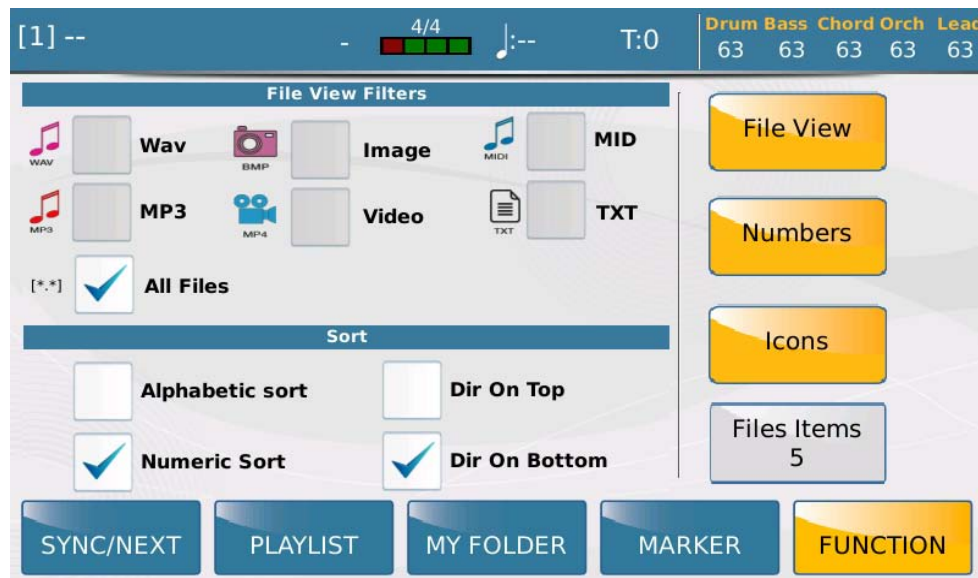 [1] -- - 4/4 :-- T:0 Drum Bass Chord Orch Lead
63 63 63 63 63
File View Filters
WAV Wav BMP Image MIDI MID
MP3 MP3 MP4 Video TXT TXT
[*.*] All Files
Sort
Alphabetic sort Dir On Top
Numeric Sort Dir On Bottom
File View
Numbers
Icons
Files Items
5
SYNC/NEXT PLAYLIST MY FOLDER MARKER FUNCTION